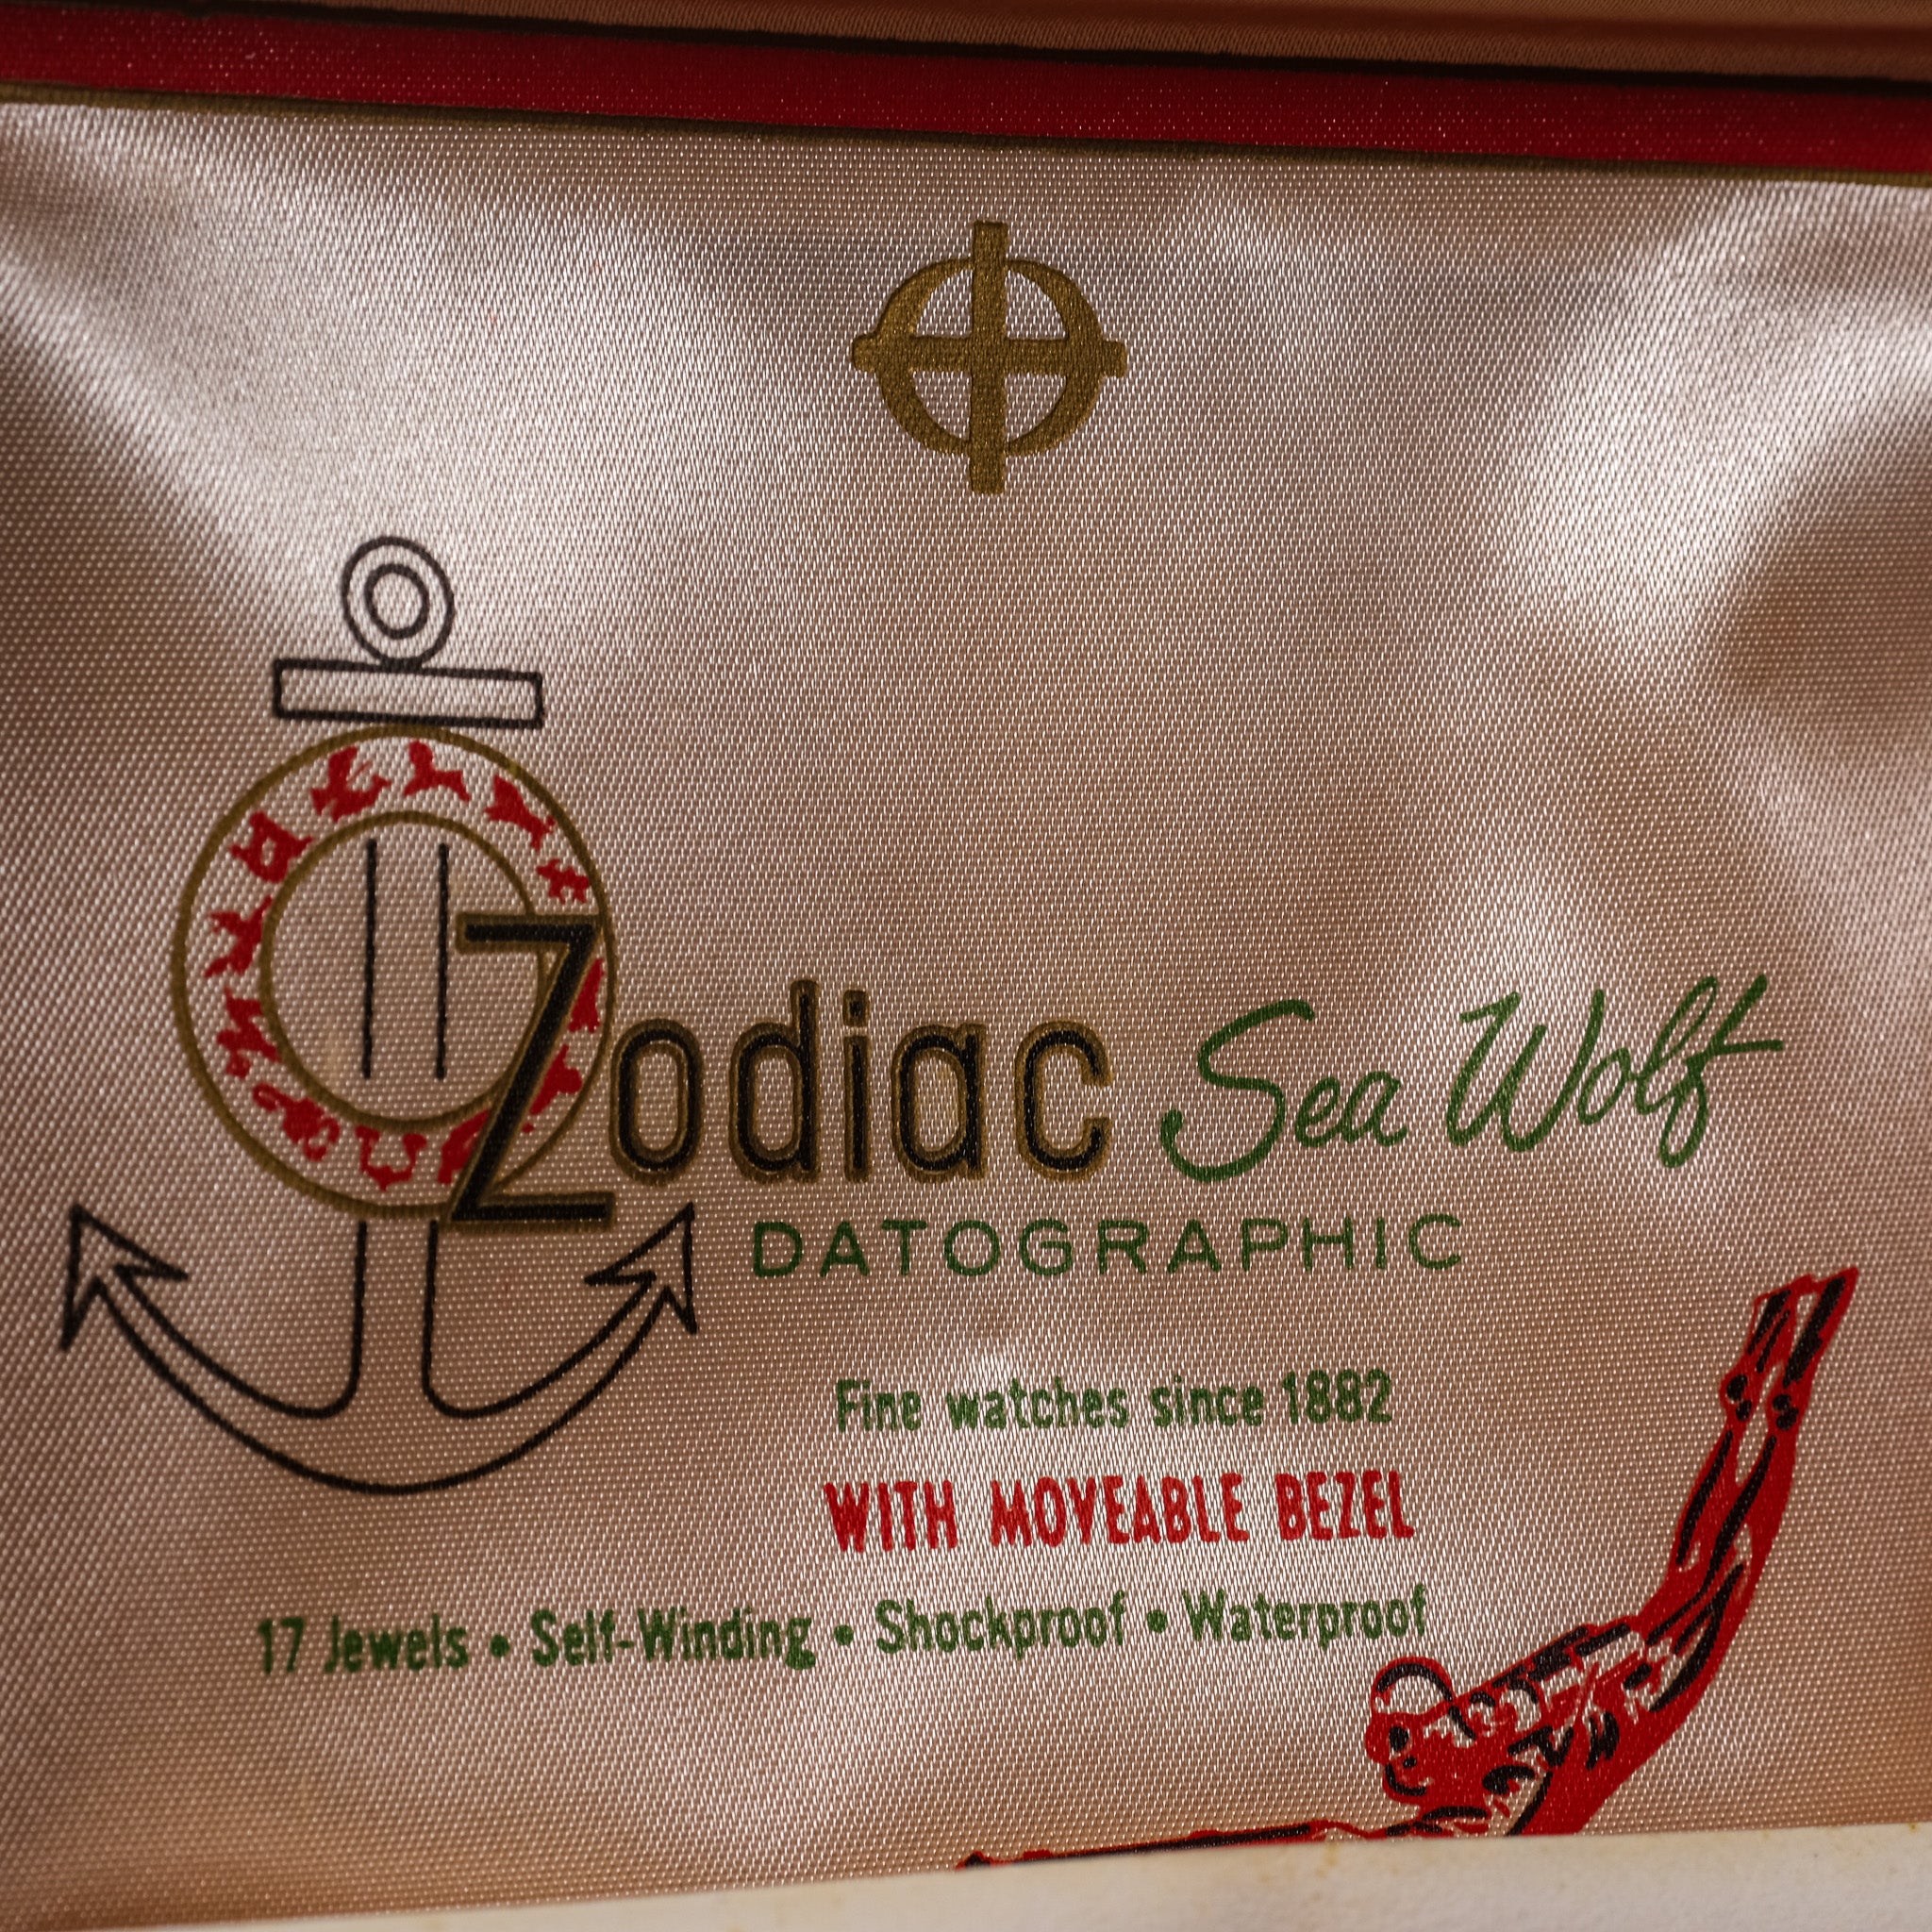 Zodiac Sea Wolf
DATOGRAPHIC
Fine watches since 1882
WITH MOVEABLE BEZEL
17 Jewels • Self-Winding • Shockproof • Waterproof